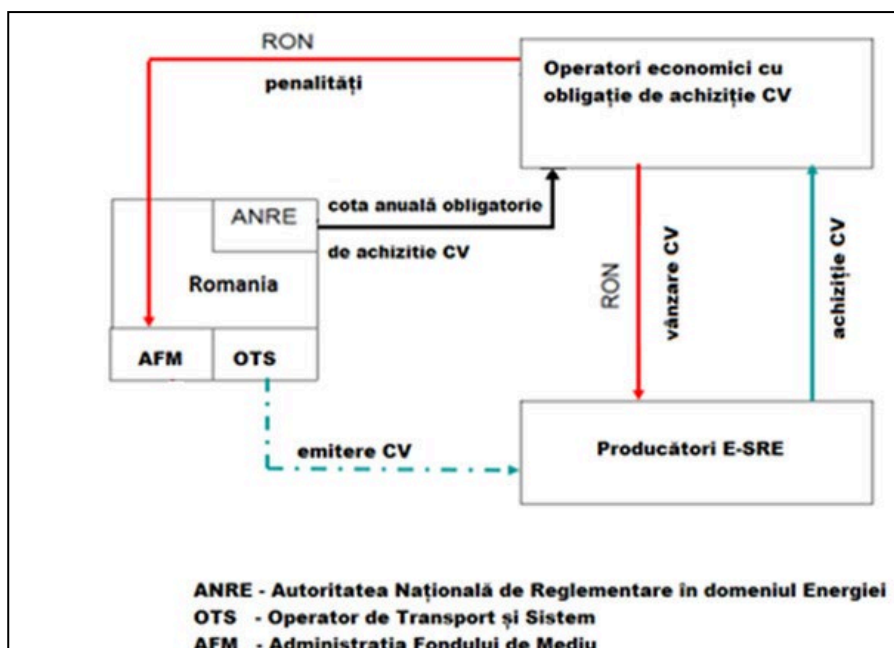 RON
penalități
Operatori economici cu
obligație de achiziție CV
ANRE
cota anuală obligatorie
de achizitie CV
Romania
AFM
OTS
RON
vânzare CV
achiziție CV
emitere CV
Producători E-SRE
ANRE - Autoritatea Națională de Reglementare în domeniul Energiei
OTS - Operator de Transport și Sistem
AFM - Administratia Fondului de Mediu